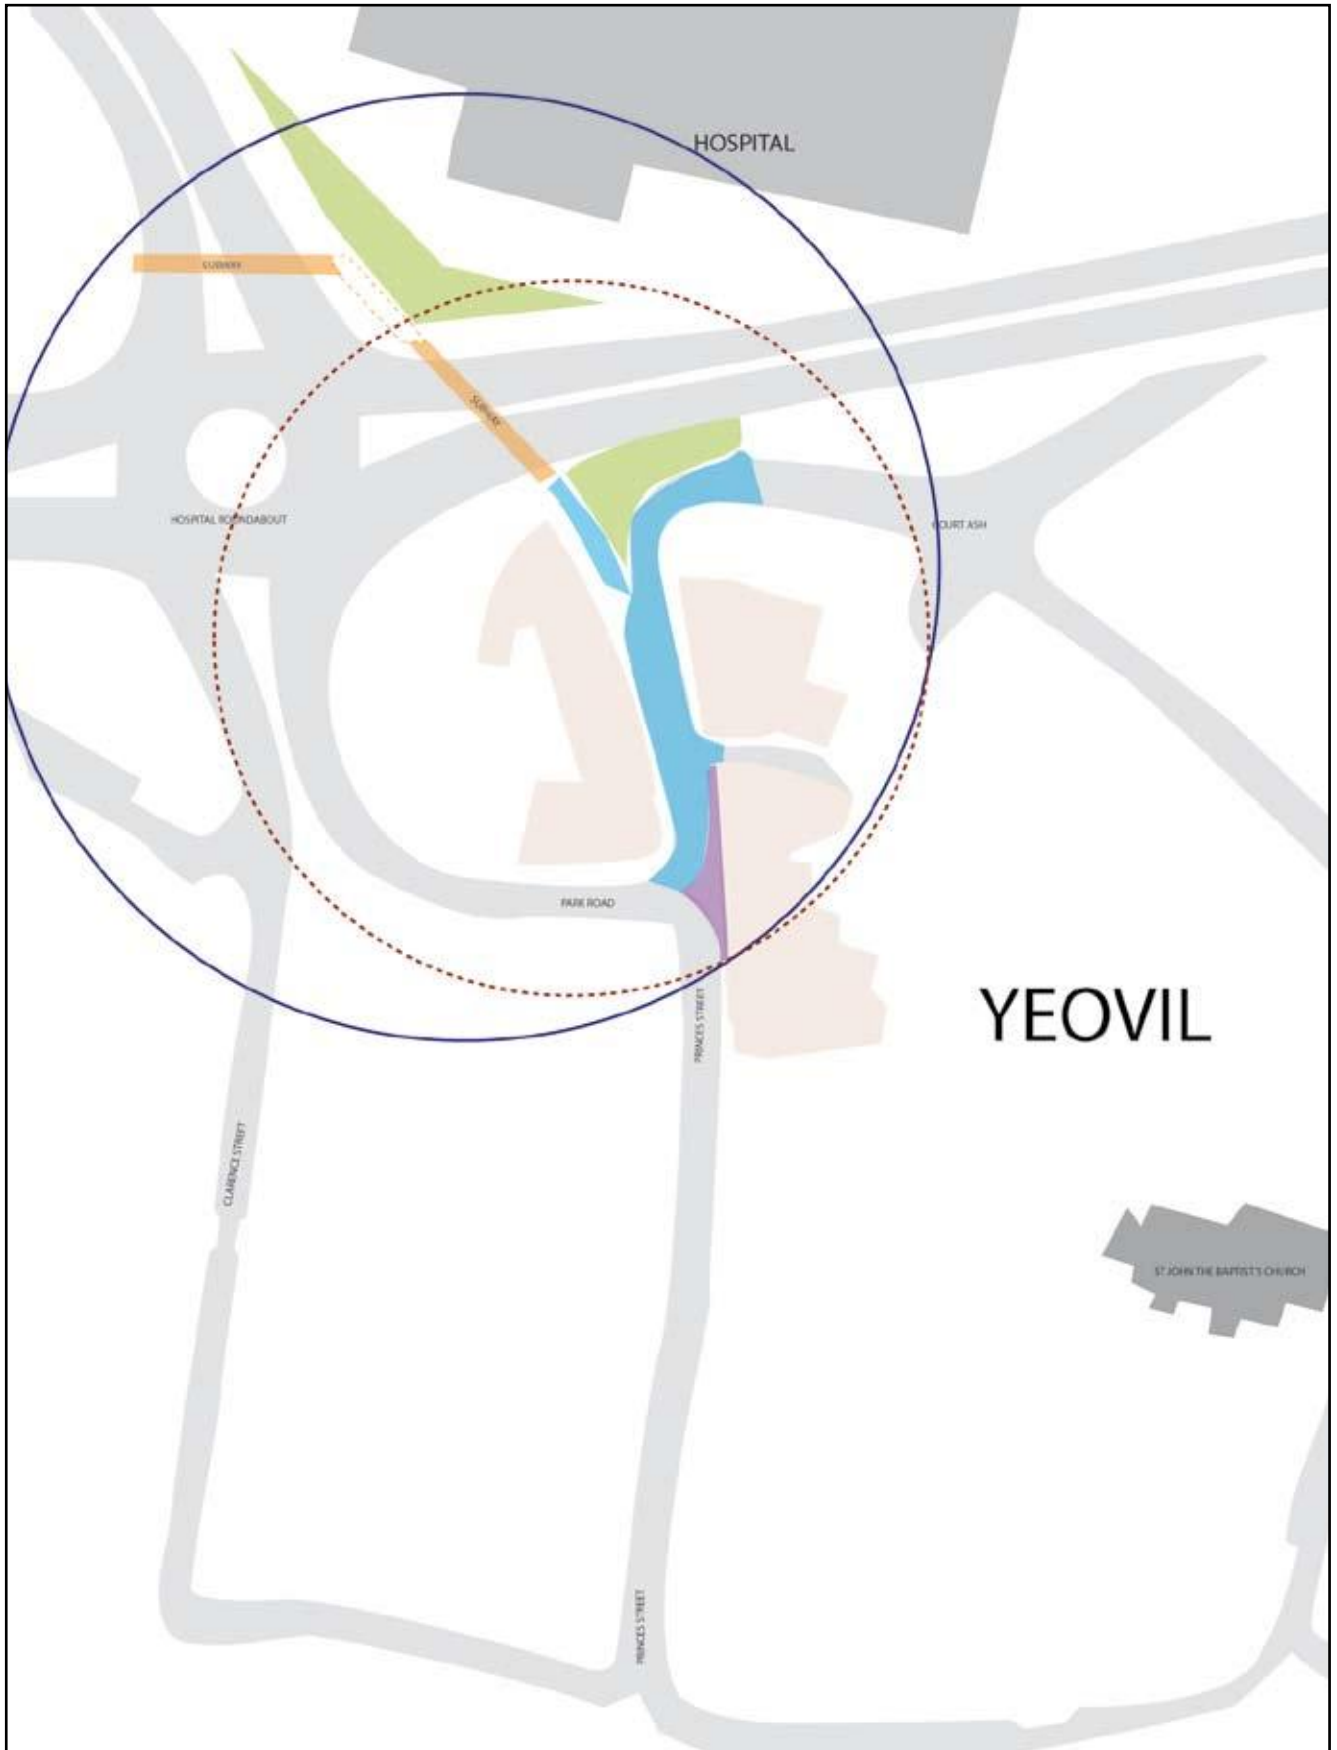 HOSPITAL
SUBWAY
SUBWAY
HOSPITAL ROUNDABOUT
COURT ASH
PARK ROAD
PRINCES STREET
YEOVIL
CLARENCE STREET
ST JOHN THE BAPTIST'S CHURCH
PRINCES STREET